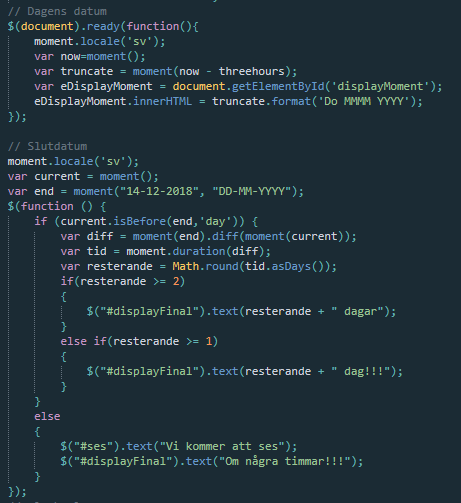 // Dagens datum
$(document).ready(function(){
    moment.locale('sv');
    var now=moment();
    var truncate = moment(now - threehours);
    var eDisplayMoment = document.getElementById('displayMoment');
    eDisplayMoment.innerHTML = truncate.format('Do MMMM YYYY');
});

// Slutdatum
moment.locale('sv');
var current = moment();
var end = moment("14-12-2018", "DD-MM-YYYY");
$(function () {
    if (current.isBefore(end,'day')) {
        var diff = moment(end).diff(moment(current));
        var tid = moment.duration(diff);
        var resterande = Math.round(tid.asDays());
        if(resterande >= 2)
        {
            $("#displayFinal").text(resterande + " dagar");
        }
        else if(resterande >= 1)
        {
            $("#displayFinal").text(resterande + " dag!!!");
        }
    }
    else
    {
        $("#ses").text("Vi kommer att ses");
        $("#displayFinal").text("Om några timmar!!!");
    }
});